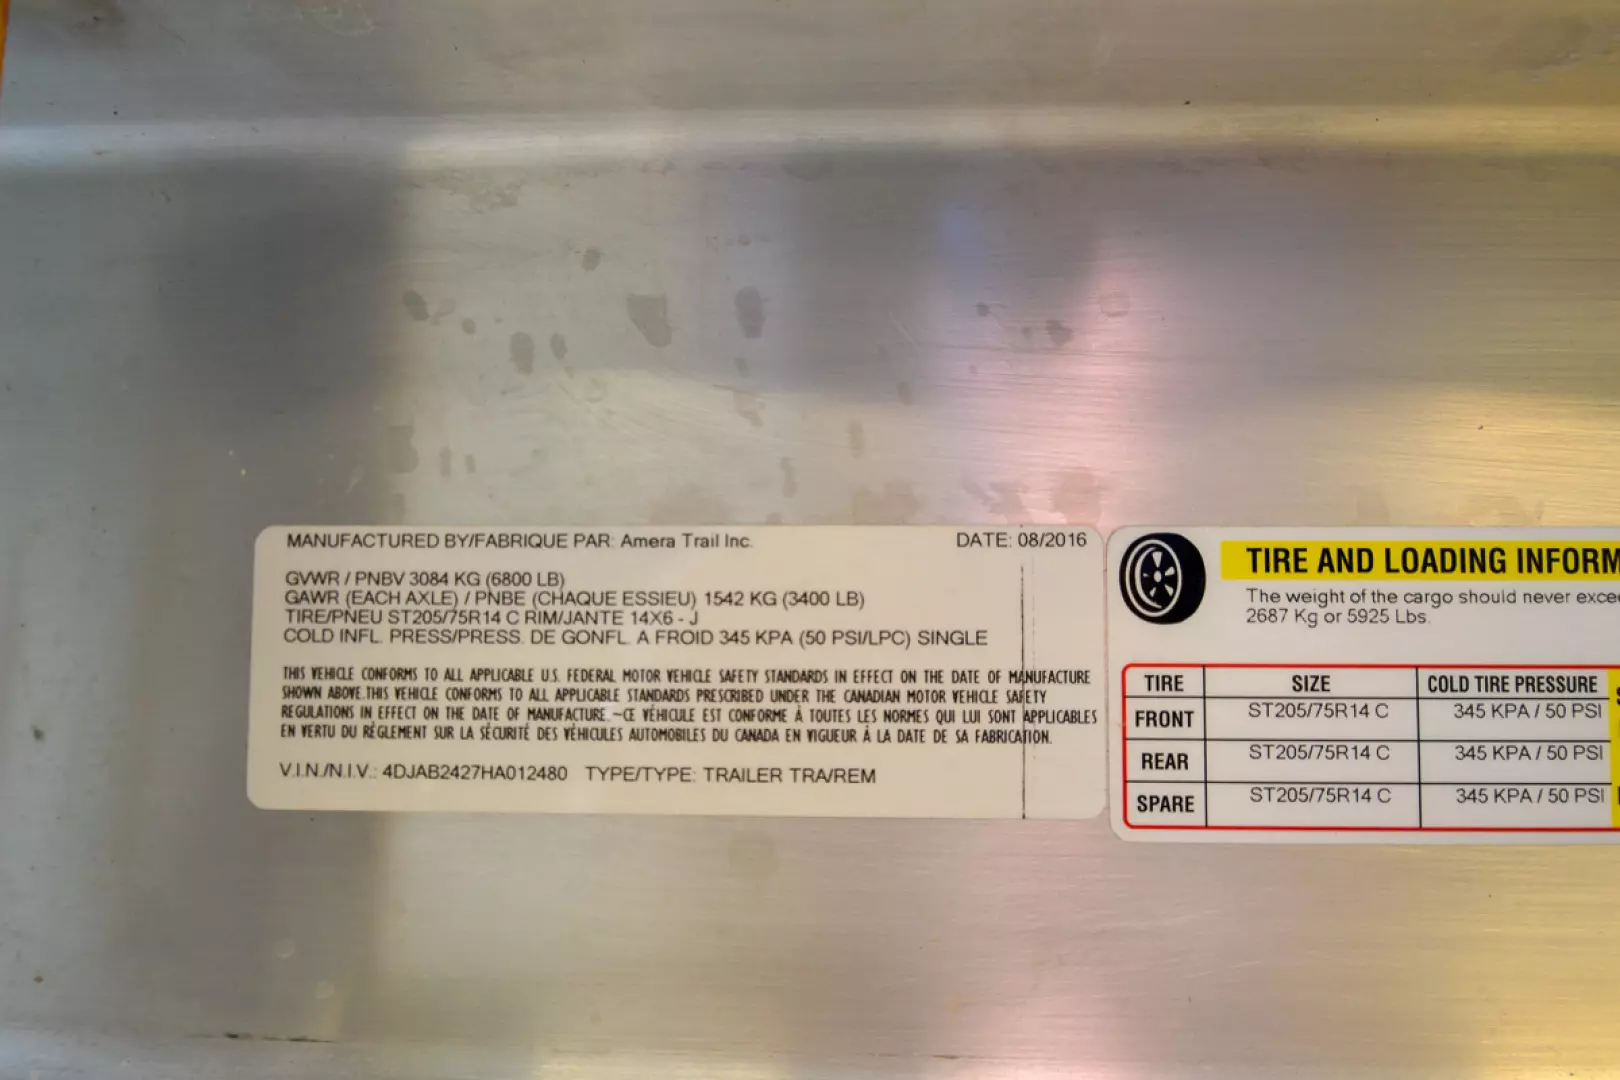 MANUFACTURED BY/FABRIQUE PAR: Amera Trail Inc. DATE: 08/2016
GVWR / PNBV 3084 KG (6800 LB)
GAWR (EACH AXLE) / PNBE (CHAQUE ESSIEU) 1542 KG (3400 LB)
TIRE/PNEU ST205/75R14 C RIM/JANTE 14X6 - J
COLD INFL. PRESS/PRESS. DE GONFL. A FROID 345 KPA (50 PSI/LPC) SINGLE
THIS VEHICLE CONFORMS TO ALL APPLICABLE U.S. FEDERAL MOTOR VEHICLE SAFETY STANDARDS IN EFFECT ON THE DATE OF MANUFACTURE
SHOWN ABOVE.THIS VEHICLE CONFORMS TO ALL APPLICABLE STANDARDS PRESCRIBED UNDER THE CANADIAN MOTOR VEHICLE SAFETY
REGULATIONS IN EFFECT ON THE DATE OF MANUFACTURE.-CE VÉHICULE EST CONFORME À TOUTES LES NORMES QUI LUI SONT APPLICABLES
EN VERTU DU RÈGLEMENT SUR LA SÉCURITÉ DES VÉHICULES AUTOMOBILES DU CANADA EN VIGUEUR À LA DATE DE SA FABRICATION.
V.I.N./N.I.V.: 4DJAB2427HA012480 TYPE/TYPE: TRAILER TRA/REM
TIRE AND LOADING INFORM
The weight of the cargo should never excee
2687 Kg or 5925 Lbs.
TIRE SIZE COLD TIRE PRESSURE
FRONT ST205/75R14 C 345 KPA / 50 PSI
REAR ST205/75R14 C 345 KPA / 50 PSI
SPARE ST205/75R14 C 345 KPA / 50 PSI